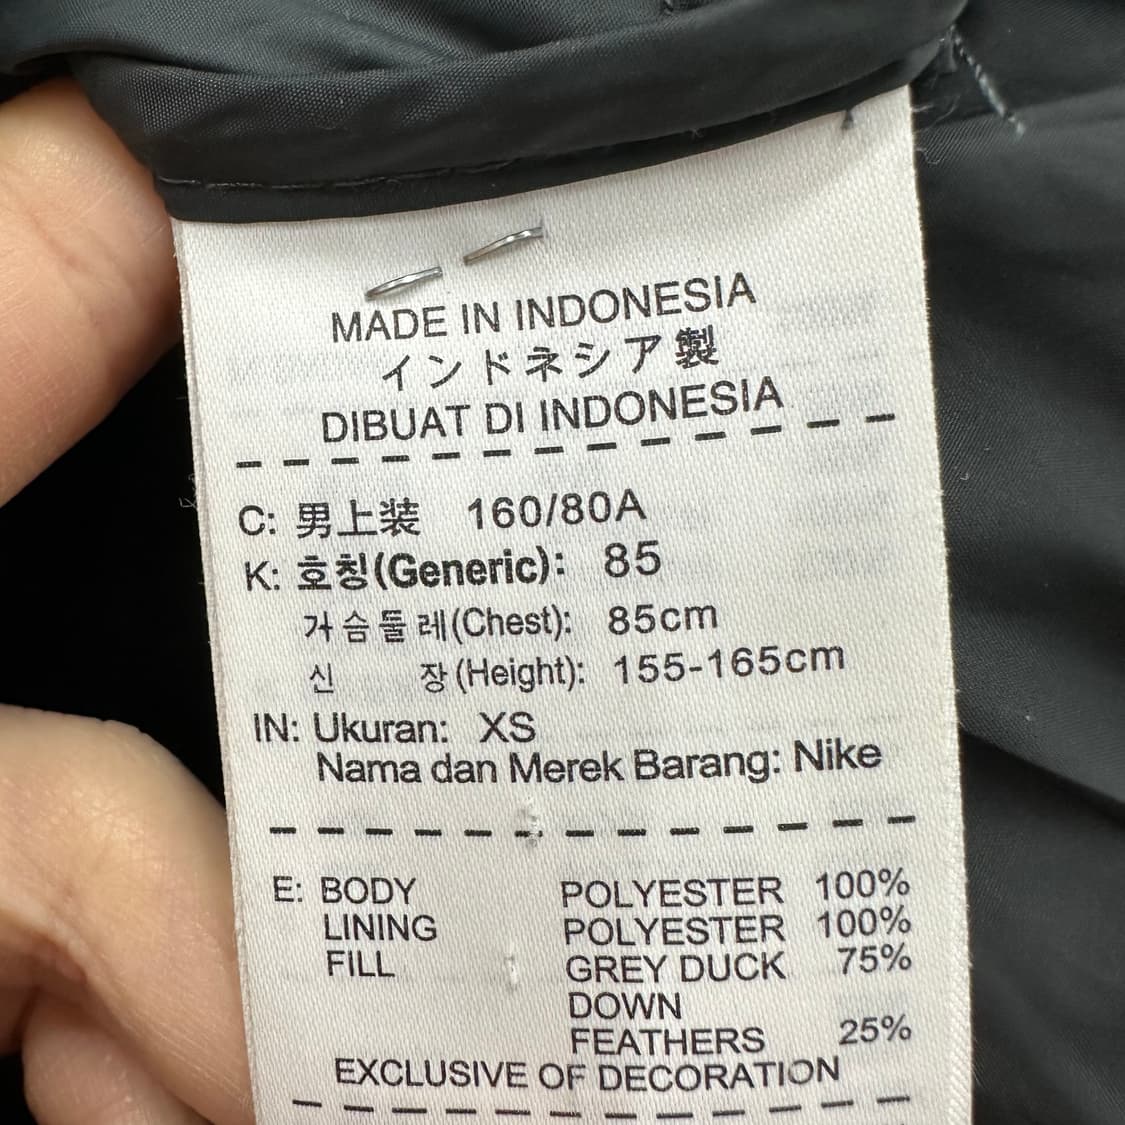 MADE IN INDONESIA
インドネシア製
DIBUAT DI INDONESIA
C: 男上装 160/80A
K: 호칭(Generic): 85
가슴둘레(Chest): 85cm
신 장(Height): 155-165cm
IN: Ukuran: XS
Nama dan Merek Barang: Nike
E: BODY POLYESTER 100%
LINING POLYESTER 100%
FILL GREY DUCK 75%
DOWN
FEATHERS 25%
EXCLUSIVE OF DECORATION